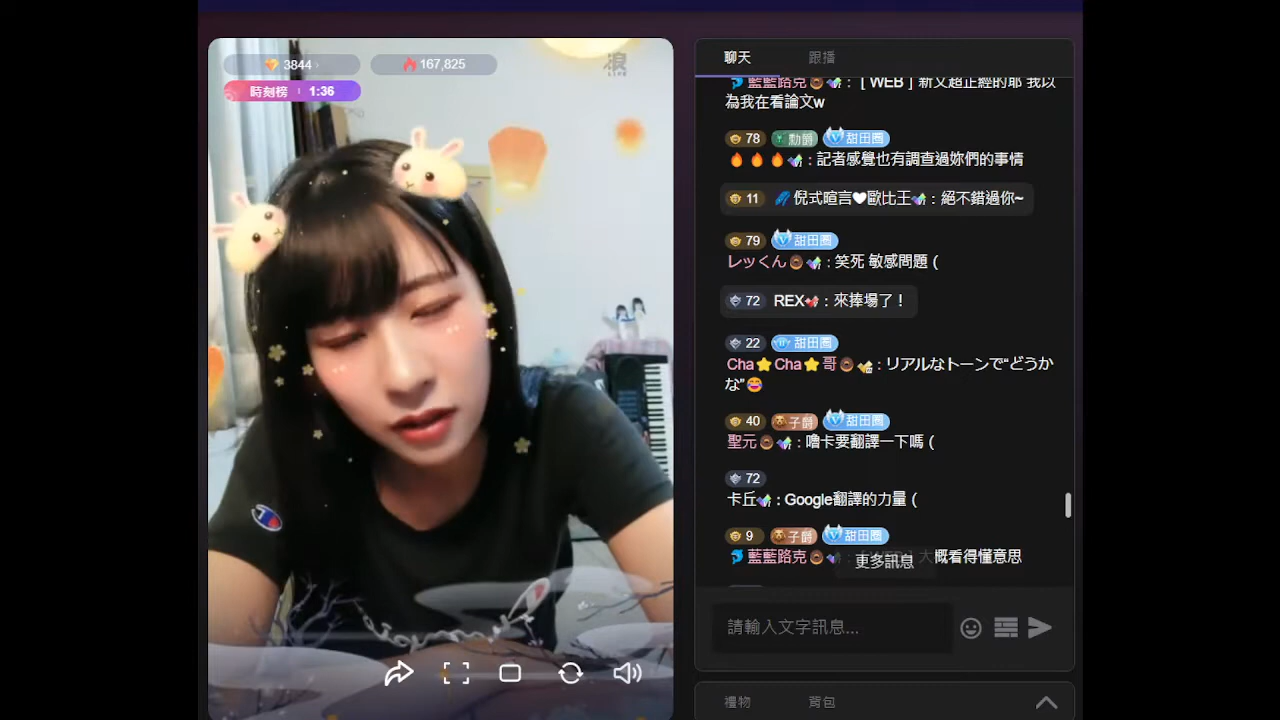 3844
167,825
浪
LIVE
時刻榜 1:36
聊天 跟播
藍藍路克 : [ WEB ] 新文超正經的耶 我以
為我在看論文w
78 勳爵 甜田圈
: 記者感覺也有調查過妳們的事情
11 倪式暄言 歐比王 : 絕不錯過你~
79 甜田圈
レッくん : 笑死 敏感問題 (
72 REX : 來捧場了!
22 甜田圈
Cha Cha 哥 : リアルなトーンで“どうか
な”
40 子爵 甜田圈
聖元 : 嚕卡要翻譯一下嗎 (
72
卡丘 : Google翻譯的力量 (
9 子爵 甜田圈
藍藍路克 : 大概看得懂意思
更多訊息
請輸入文字訊息...
禮物 背包